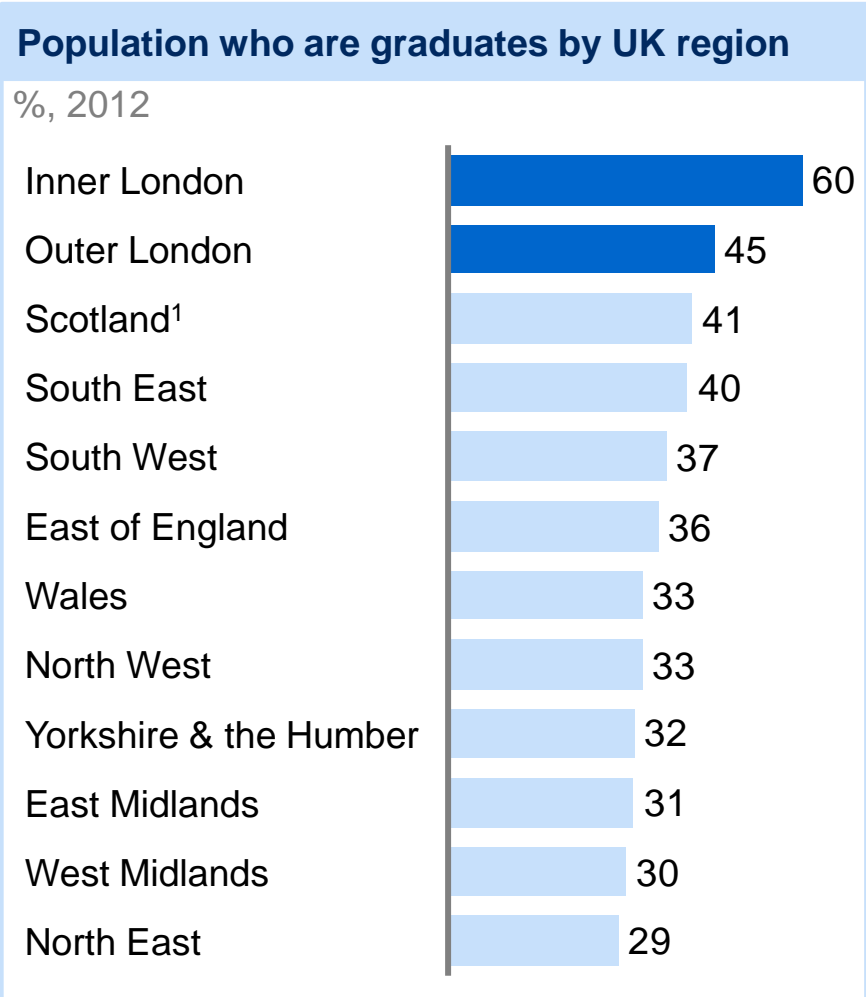 Population who are graduates by UK region
%, 2012
Inner London 60
Outer London 45
Scotland¹ 41
South East 40
South West 37
East of England 36
Wales 33
North West 33
Yorkshire & the Humber 32
East Midlands 31
West Midlands 30
North East 29